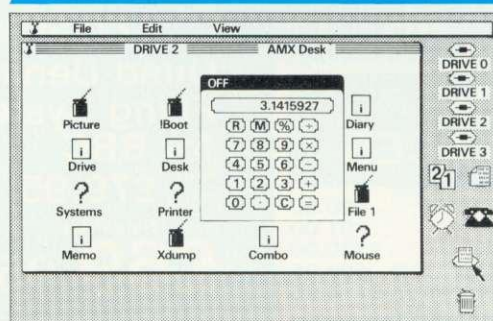 File Edit View
DRIVE 2 AMX Desk
DRIVE 0
DRIVE 1
DRIVE 2
DRIVE 3
OFF
3.1415927
R M % ÷
7 8 9 ×
4 5 6 −
1 2 3 +
0 · C =
Picture !Boot Diary
Drive Desk Menu
Systems Printer File 1
Memo Xdump Combo Mouse
2/1